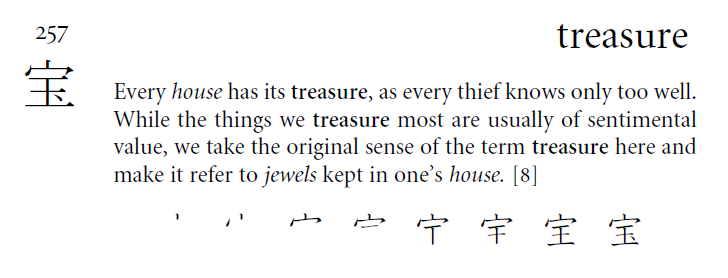 257
treasure
宝
Every house has its treasure, as every thief knows only too well.
While the things we treasure most are usually of sentimental
value, we take the original sense of the term treasure here and
make it refer to jewels kept in one’s house. [8]
宝